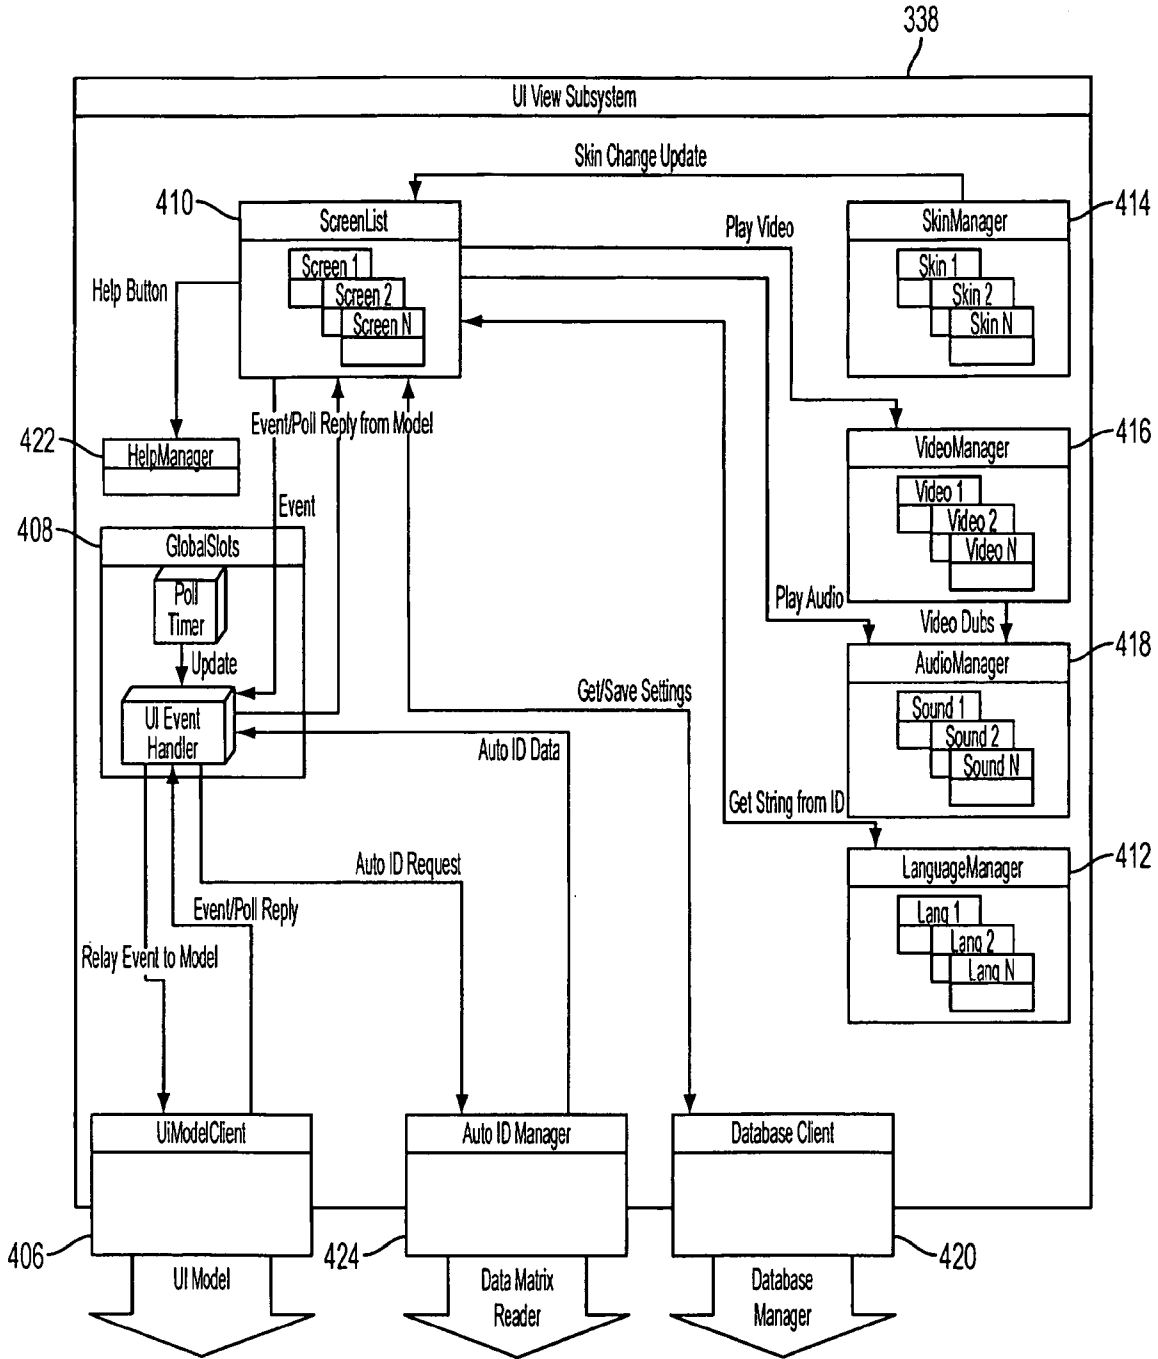 338
UI View Subsystem
Skin Change Update
410
ScreenList
Screen 1
Screen 2
Screen N
Play Video
414
SkinManager
Skin 1
Skin 2
Skin N
Help Button
Event/Poll Reply from Model
422
HelpManager
416
VideoManager
Video 1
Video 2
Video N
Event
408
GlobalSlots
Poll
Timer
Update
UI Event
Handler
Play Audio
Video Dubs
418
AudioManager
Sound 1
Sound 2
Sound N
Get/Save Settings
Auto ID Data
Get String from ID
412
LanguageManager
Lang 1
Lang 2
Lang N
Auto ID Request
Event/Poll Reply
Relay Event to Model
UiModelClient
Auto ID Manager
Database Client
406
424
420
UI Model
Data Matrix
Reader
Database
Manager